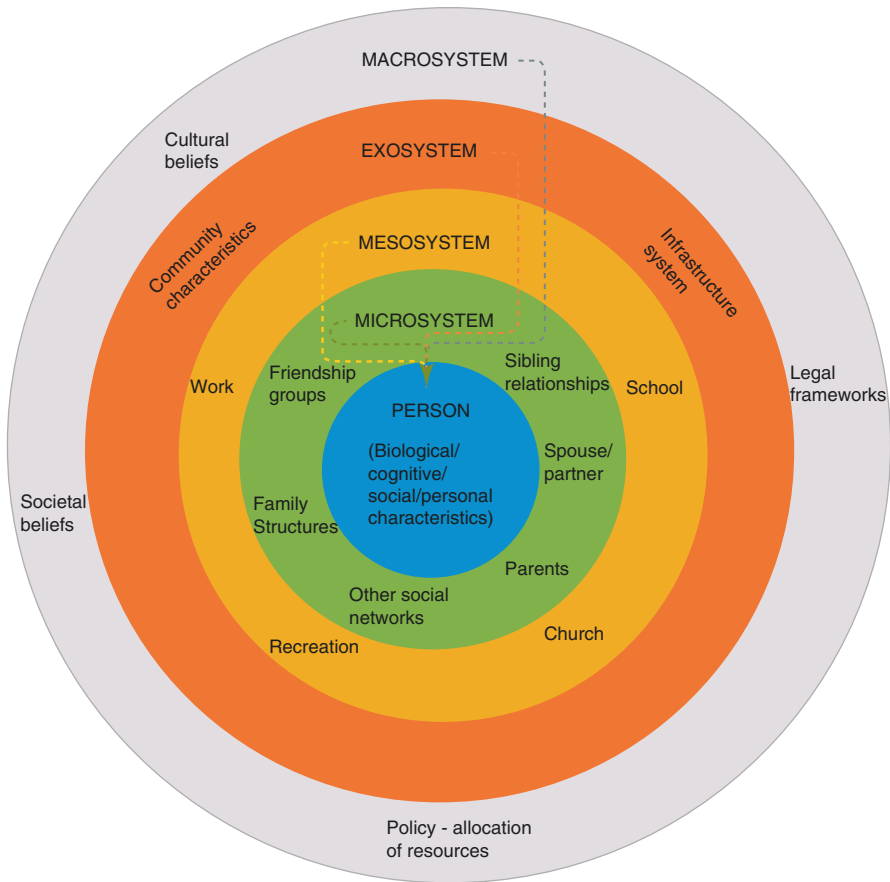 MACROSYSTEM
Cultural
beliefs
EXOSYSTEM
Community
characteristics
Infrastructure
system
MESOSYSTEM
MICROSYSTEM
Friendship
groups
Sibling
relationships
Work
School
Legal
frameworks
PERSON
(Biological/
cognitive/
social/personal
characteristics)
Spouse/
partner
Societal
beliefs
Family
Structures
Parents
Other social
networks
Church
Recreation
Policy - allocation
of resources